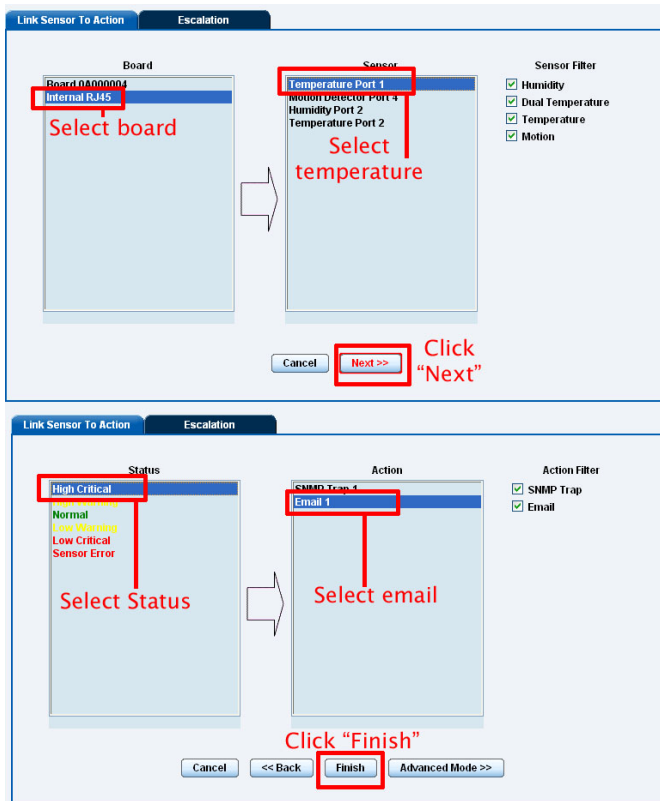 Link Sensor To Action Escalation
Board Sensor Sensor Filter
Board 0A000004
Internal RJ45
Select board
Temperature Port 1
Motion Detector Port 4
Humidity Port 2
Temperature Port 2
Select
temperature
Humidity
Dual Temperature
Temperature
Motion
Cancel Next >>
Click
“Next”
Link Sensor To Action Escalation
Status Action Action Filter
High Critical
High Warning
Normal
Low Warning
Low Critical
Sensor Error
Select Status
SNMP Trap 1
Email 1
Select email
SNMP Trap
Email
Click “Finish”
Cancel << Back Finish Advanced Mode >>